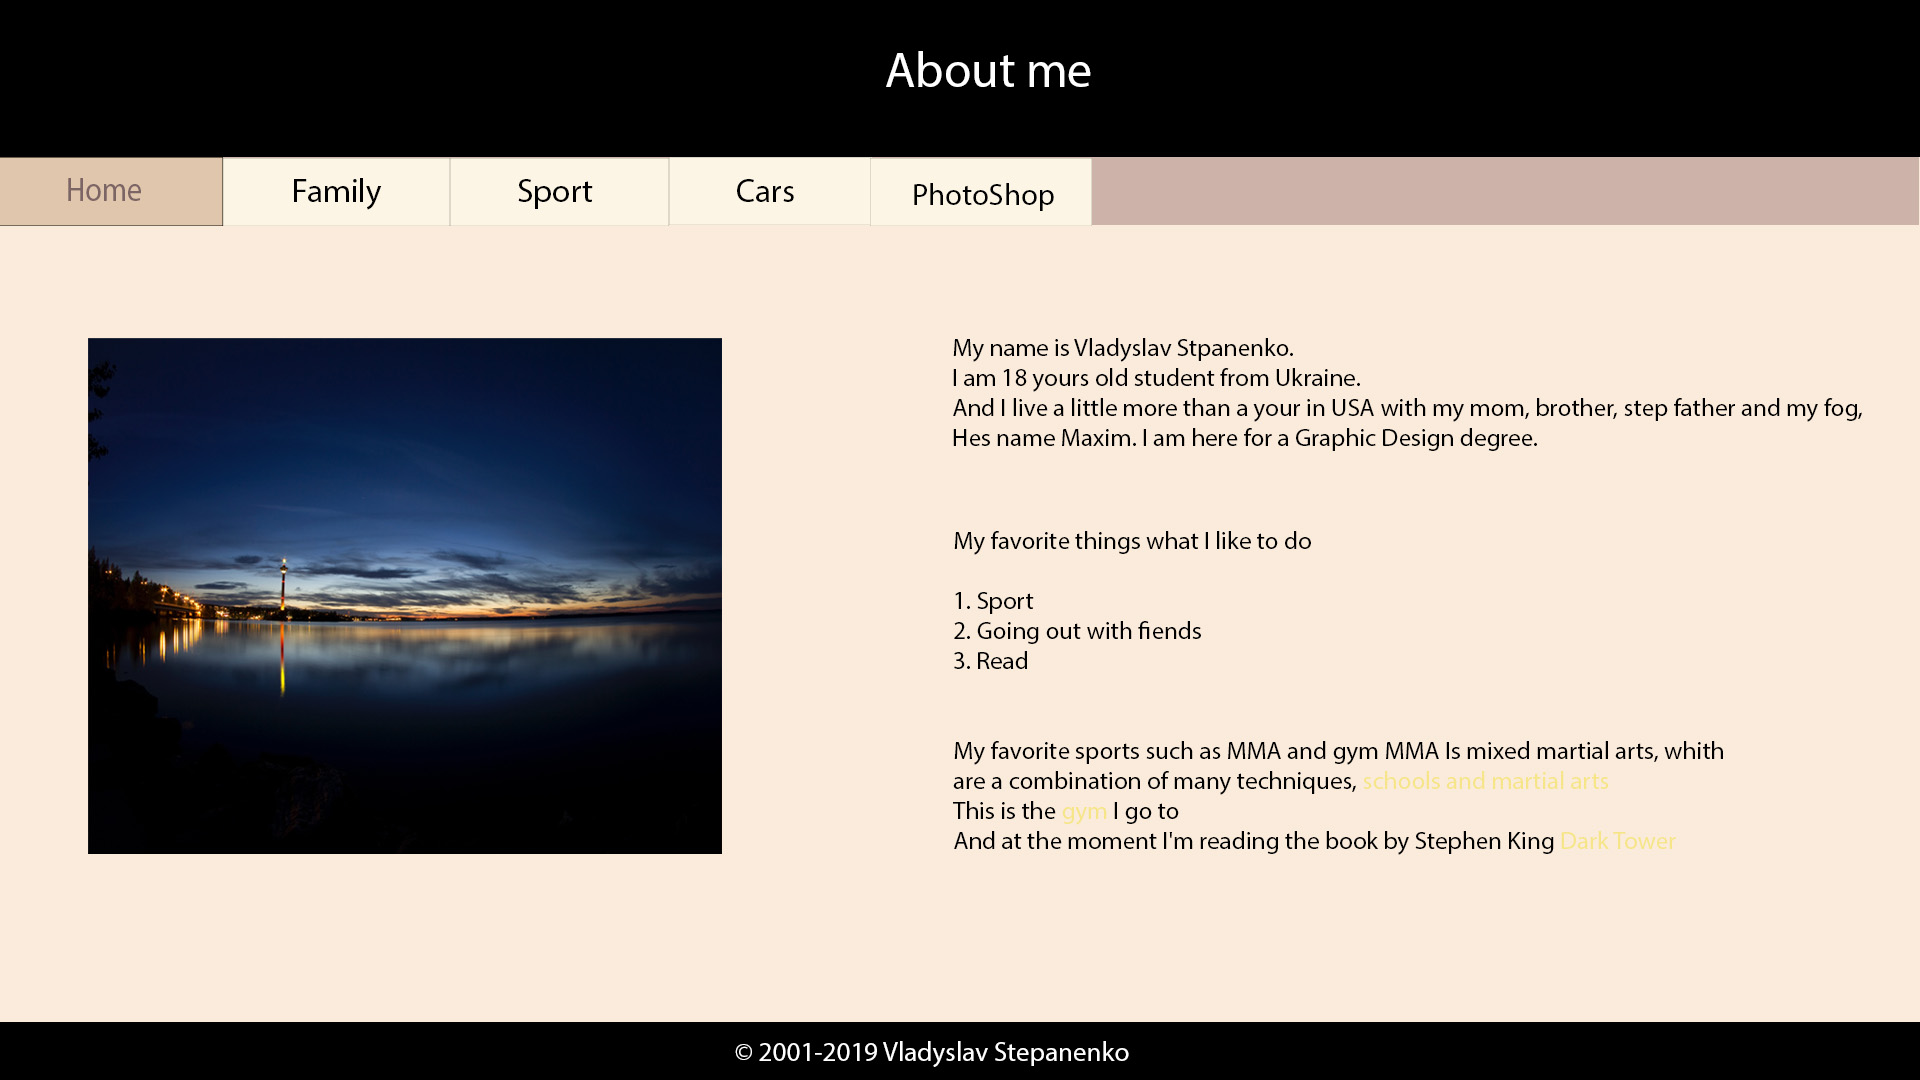 About me
Home Family Sport Cars PhotoShop
My name is Vladyslav Stpanenko.
I am 18 yours old student from Ukraine.
And I live a little more than a your in USA with my mom, brother, step father and my fog,
Hes name Maxim. I am here for a Graphic Design degree.
My favorite things what I like to do
1. Sport
2. Going out with fiends
3. Read
My favorite sports such as MMA and gym MMA Is mixed martial arts, whith
are a combination of many techniques, schools and martial arts
This is the gym I go to
And at the moment I'm reading the book by Stephen King Dark Tower
© 2001-2019 Vladyslav Stepanenko